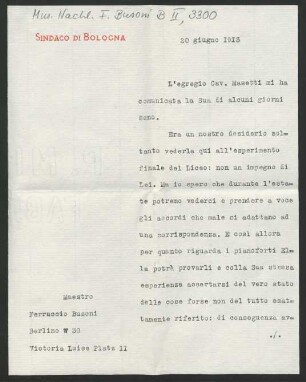 Mus. Nachl. F. Busoni B II, 3300
SINDACO DI BOLOGNA
20 giugno 1913
L'egregio Cav. Masetti mi ha
comunicata la Sua di alcuni giorni
sono.
Era un nostro desiderio sol-
tanto vederla qui all'esperimento
finale del Liceo: non un impegno di
Lei. Ma io spero che durante l'esta-
te potremo vederci e prendere a voce
gli accordi che male si adattano ad
una corrispondenza. E così allora
per quanto riguarda i pianoforti El-
la potrà provarli e colla Sua stessa
esperienza accertarsi del vero stato
delle cose forse non del tutto esat-
tamente riferito: di conseguenza av-
./.
Maestro
Ferruccio Busoni
Berlino W 30
Victoria Luise Platz 11